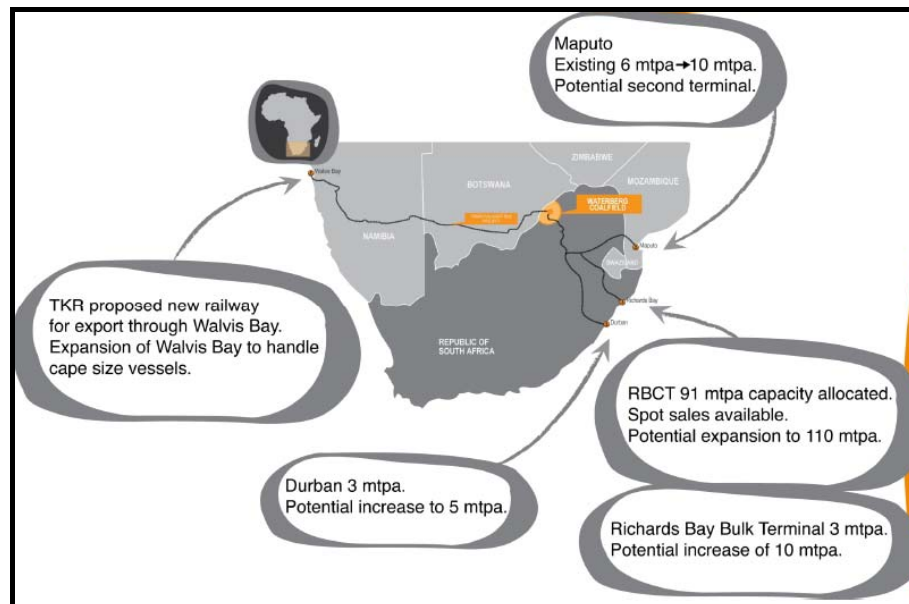 Maputo
Existing 6 mtpa→10 mtpa.
Potential second terminal.
Walvis Bay
ZIMBABWE
BOTSWANA
MOZAMBIQUE
WATERBERG
COALFIELD
NAMIBIA
Maputo
SWAZILAND
Richards Bay
Durban
REPUBLIC OF
SOUTH AFRICA
TKR proposed new railway
for export through Walvis Bay.
Expansion of Walvis Bay to handle
cape size vessels.
RBCT 91 mtpa capacity allocated.
Spot sales available.
Potential expansion to 110 mtpa.
Durban 3 mtpa.
Potential increase to 5 mtpa.
Richards Bay Bulk Terminal 3 mtpa.
Potential increase of 10 mtpa.